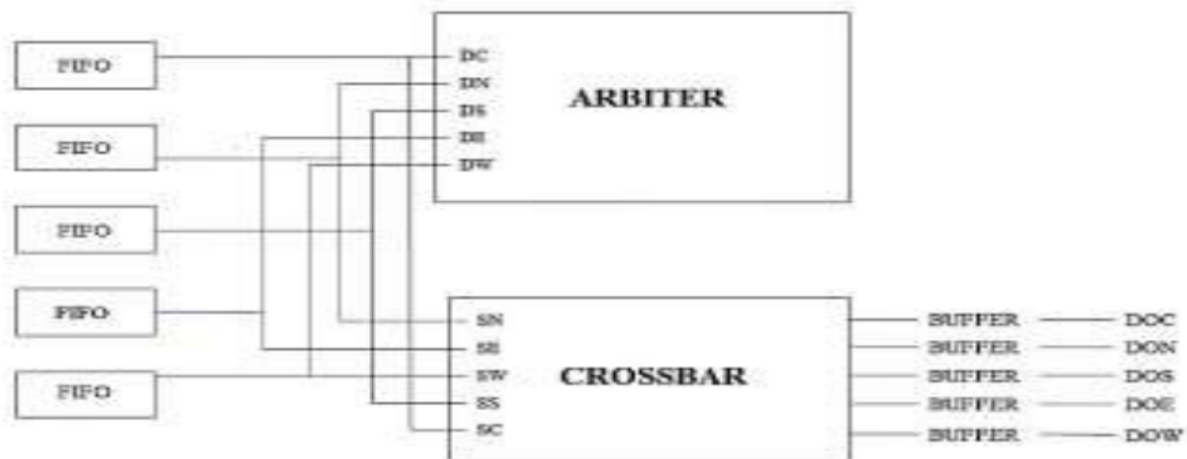 FIFO
FIFO
FIFO
FIFO
FIFO
DC
DN
DS
DE
DW
ARBITER
SN
SE
SW
SS
SC
CROSSBAR
BUFFER DOC
BUFFER DON
BUFFER DOS
BUFFER DOE
BUFFER DOW